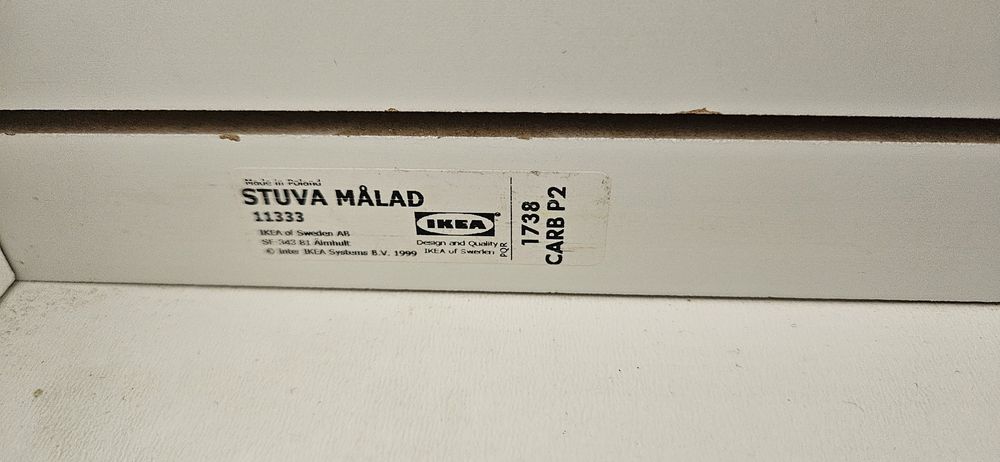 Made in Poland
STUVA MÅLAD
11333
IKEA of Sweden AB
SE-343 81 Älmhult
© Inter IKEA Systems B.V. 1999
IKEA
®
Design and Quality
IKEA of Sweden
PQR
1738
CARB P2